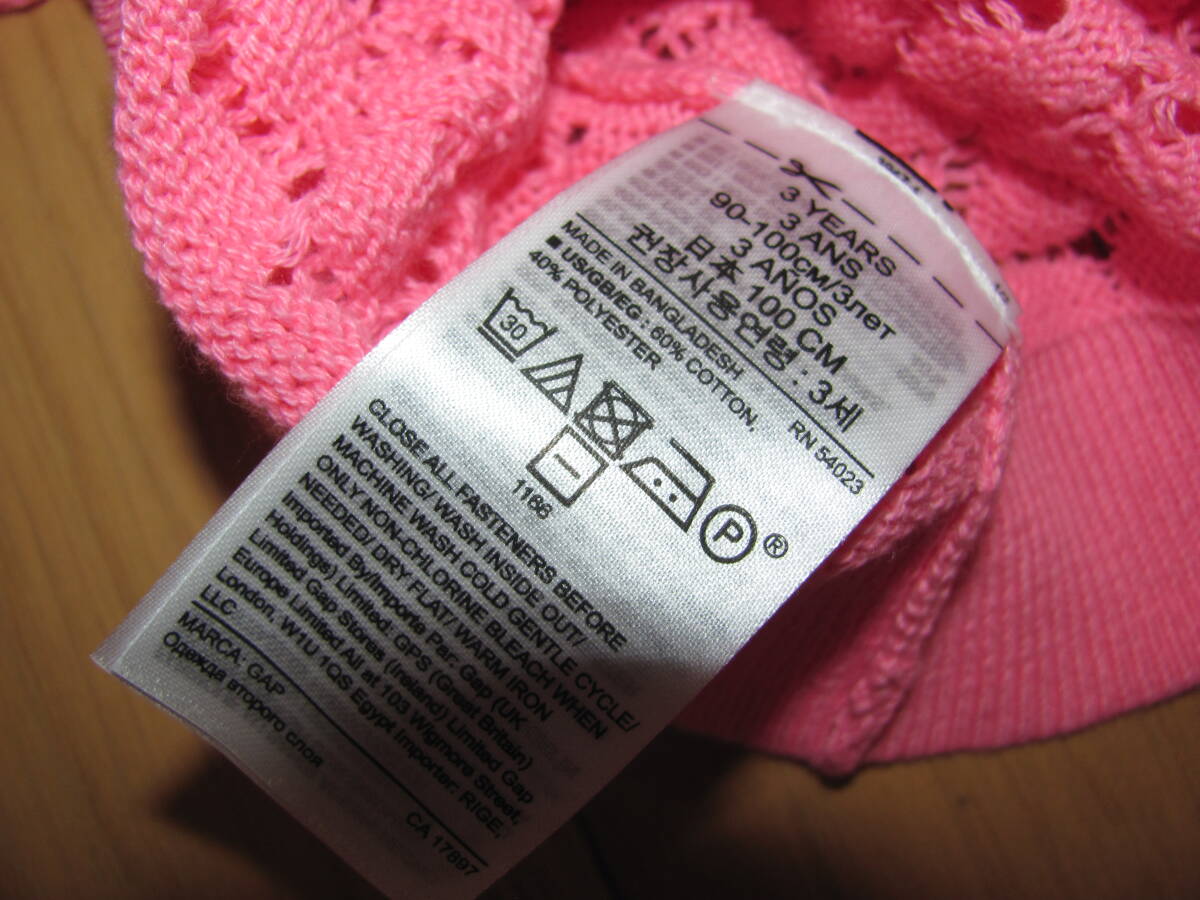 3 YEARS
3 ANS
90-100см/3лет
3 AÑOS
日本 100 CM
권장사용연령 : 3세
MADE IN BANGLADESH RN 54023
■ US/GB/EG : 60% COTTON,
40% POLYESTER
30
P ®
1166
CLOSE ALL FASTENERS BEFORE
WASHING/ WASH INSIDE OUT/
MACHINE WASH COLD GENTLE CYCLE/
ONLY NON-CHLORINE BLEACH WHEN
NEEDED/ DRY FLAT/ WARM IRON
Imported By/Importe Par: Gap (UK
Holdings) Limited. GPS (Great Britain)
Limited Gap Stores (Ireland) Limited Gap
Europe Limited All at 103 Wigmore Street,
London, W1U 1QS Egypt Importer: RIGE,
LLC
MARCA: GAP
Одежда второго слоя
CA 17897